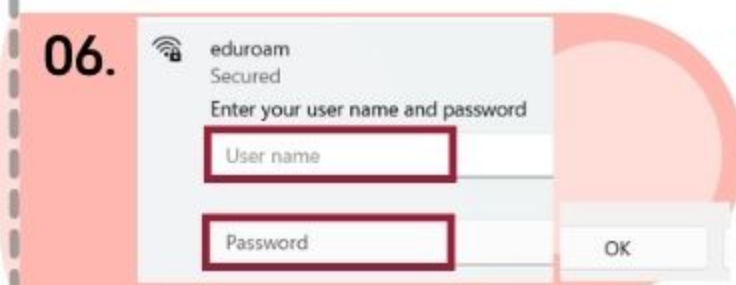 06.
eduroam
Secured
Enter your user name and password
User name
Password
OK